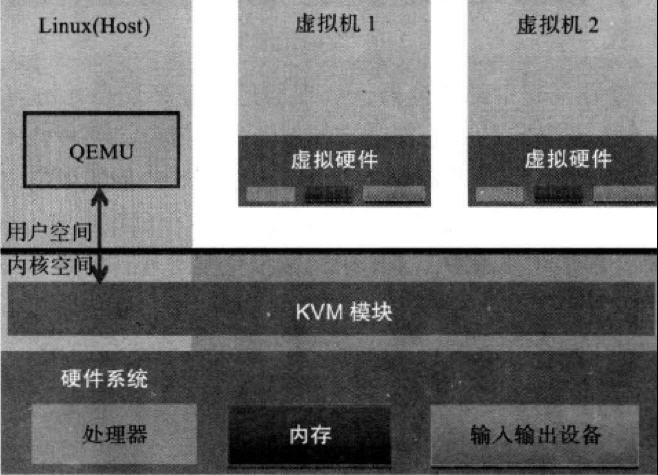 Linux(Host)
虚拟机 1
虚拟机 2
QEMU
虚拟硬件
虚拟硬件
用户空间
内核空间
KVM 模块
硬件系统
处理器
内存
输入输出设备